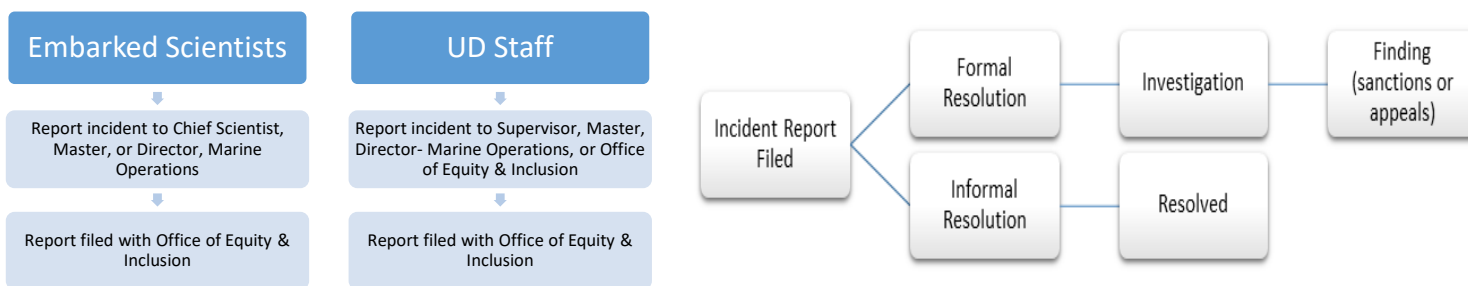 Embarked Scientists
Report incident to Chief Scientist,
Master, or Director, Marine
Operations
Report filed with Office of Equity &
Inclusion
UD Staff
Report incident to Supervisor, Master,
Director- Marine Operations, or Office
of Equity & Inclusion
Report filed with Office of Equity &
Inclusion
Incident Report
Filed
Formal
Resolution
Investigation
Finding
(sanctions or
appeals)
Informal
Resolution
Resolved